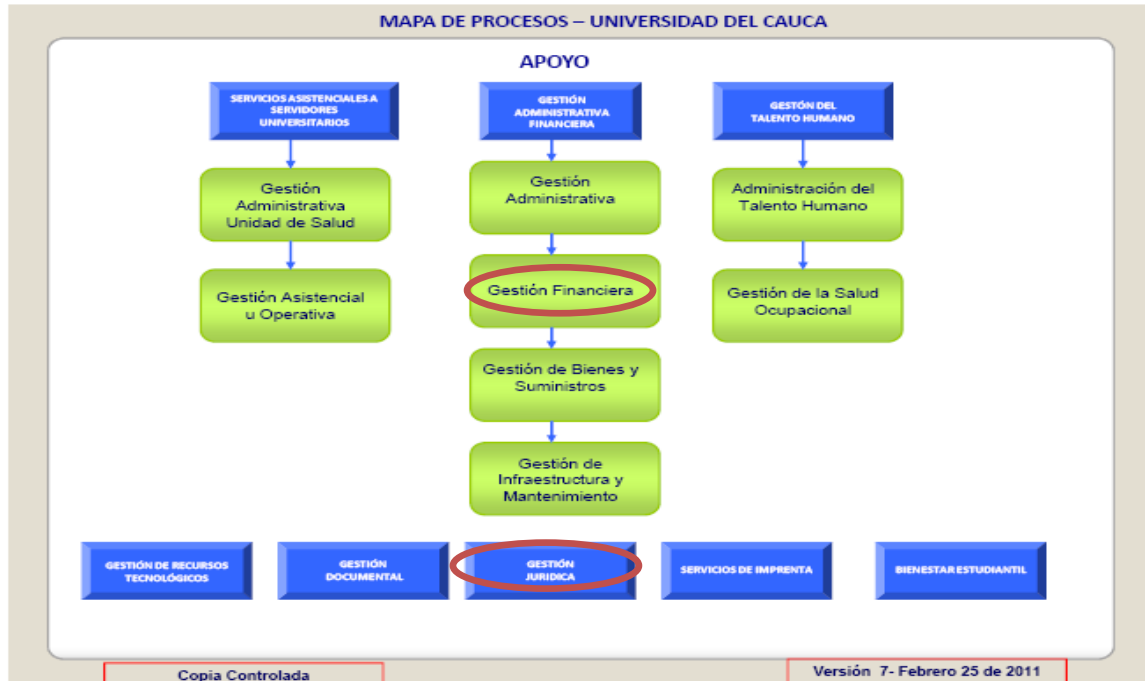 MAPA DE PROCESOS – UNIVERSIDAD DEL CAUCA
APOYO
SERVICIOS ASISTENCIALES A
SERVIDORES
UNIVERSITARIOS
GESTIÓN
ADMINISTRATIVA
FINANCIERA
GESTÓN DEL
TALENTO HUMANO
Gestión
Administrativa
Unidad de Salud
Gestión
Administrativa
Administración del
Talento Humano
Gestión Asistencial
u Operativa
Gestión Financiera
Gestión de la Salud
Ocupacional
Gestión de Bienes y
Suministros
Gestión de
Infraestructura y
Mantenimiento
GESTIÓN DE RECURSOS
TECNOLÓGICOS
GESTIÓN
DOCUMENTAL
GESTIÓN
JURIDICA
SERVICIOS DE IMPRENTA
BIENESTAR ESTUDIANTIL
Copia Controlada
Versión 7- Febrero 25 de 2011